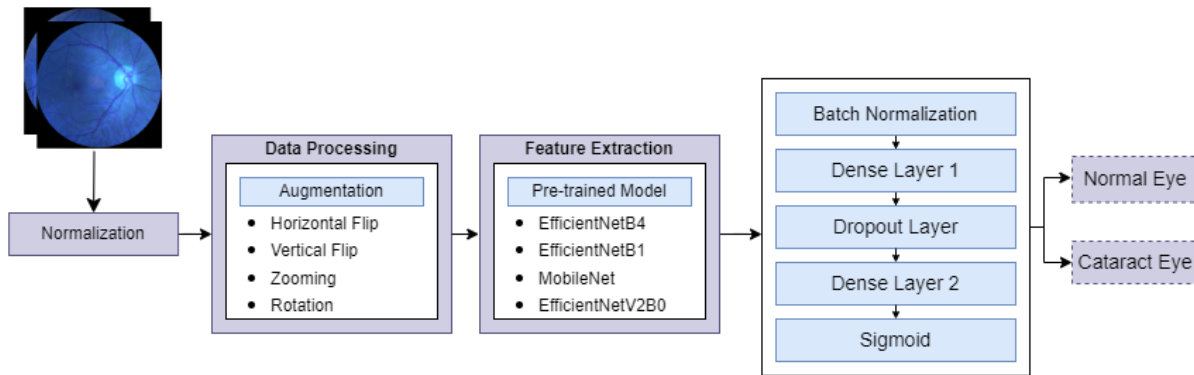 Normalization
Data Processing
Augmentation
Horizontal Flip
Vertical Flip
Zooming
Rotation
Feature Extraction
Pre-trained Model
EfficientNetB4
EfficientNetB1
MobileNet
EfficientNetV2B0
Batch Normalization
Dense Layer 1
Dropout Layer
Dense Layer 2
Sigmoid
Normal Eye
Cataract Eye